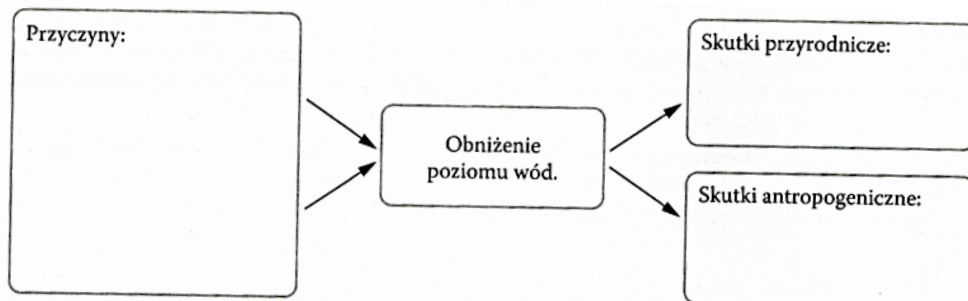 Przyczyny:
Obniżenie
poziomu wód.
Skutki przyrodnicze:
Skutki antropogeniczne: